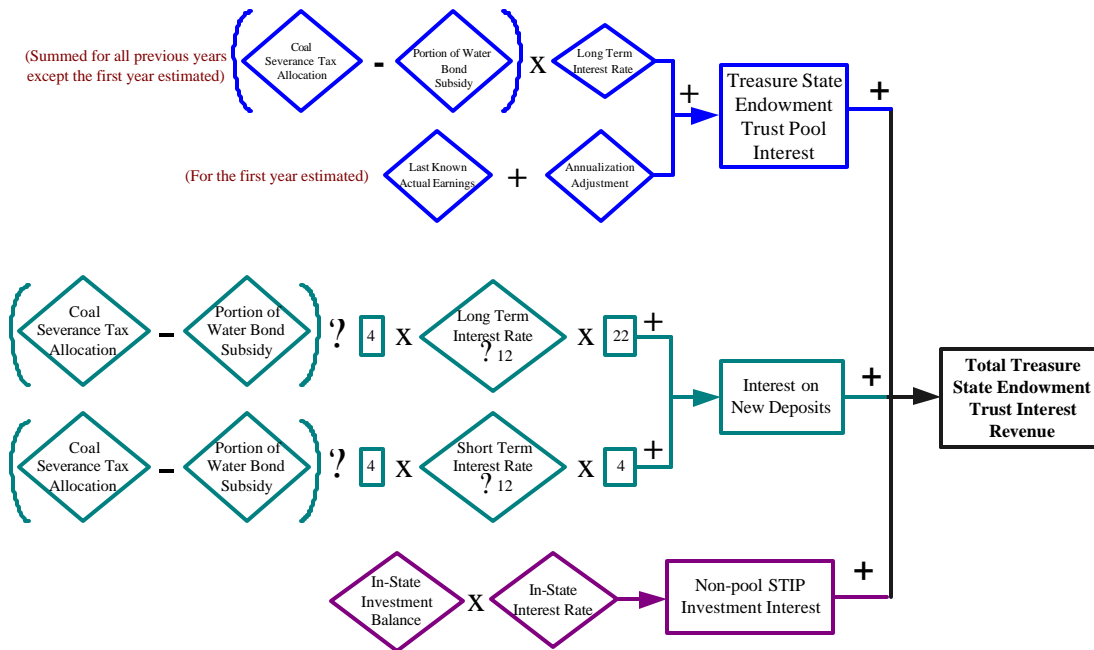 (Summed for all previous years
except the first year estimated)
Coal
Severance Tax
Allocation
-
Portion of Water
Bond
Subsidy
x
Long Term
Interest Rate
+
Treasure State
Endowment
Trust Pool
Interest
+
(For the first year estimated)
Last Known
Actual Earnings
+
Annualization
Adjustment
Coal
Severance Tax
Allocation
-
Portion of
Water Bond
Subsidy
?
4
x
Long Term
Interest Rate
? 12
x
22
+
Interest on
New Deposits
+
Total Treasure
State Endowment
Trust Interest
Revenue
Coal
Severance Tax
Allocation
-
Portion of
Water Bond
Subsidy
?
4
x
Short Term
Interest Rate
? 12
x
4
+
In-State
Investment
Balance
x
In-State
Interest Rate
Non-pool STIP
Investment Interest
+